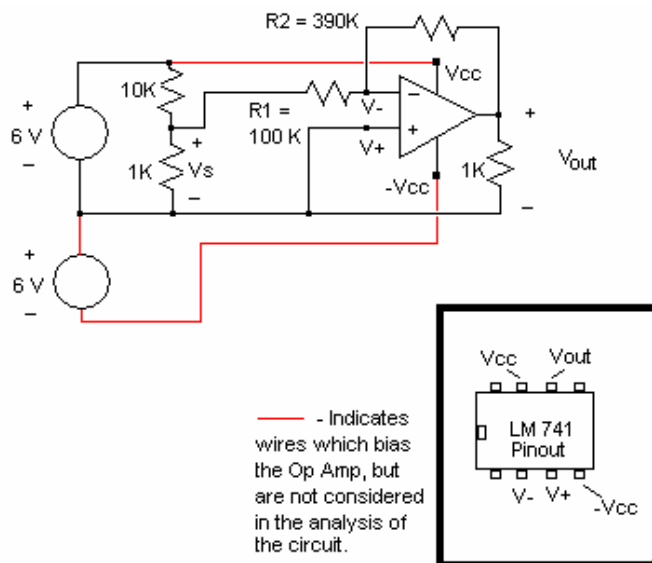 R2 = 390K
+
6 V
–
10K
1K
+
Vs
–
R1 =
100 K
V-
V+
–
+
Vcc
-Vcc
1K
+
Vout
–
+
6 V
–
- Indicates
wires which bias
the Op Amp, but
are not considered
in the analysis of
the circuit.
Vcc Vout
LM 741
Pinout
V- V+ -Vcc